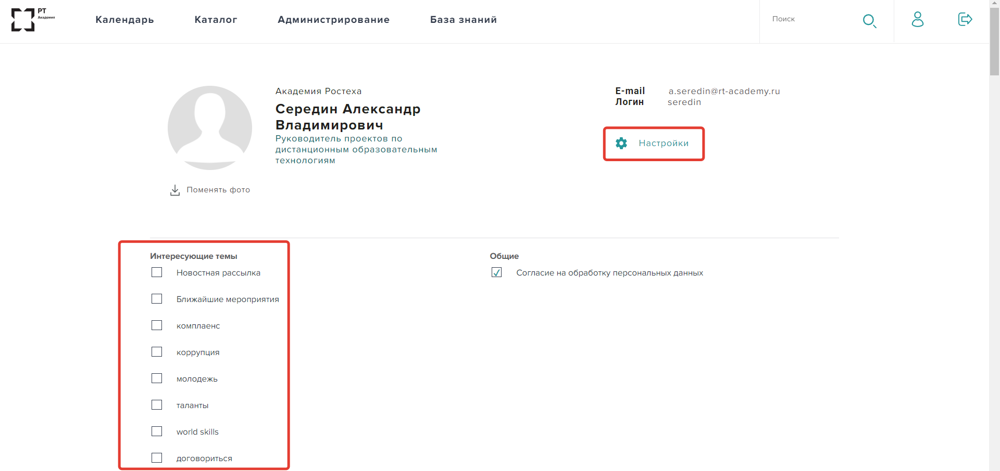 РТ
Академия
Календарь
Каталог
Администрирование
База знаний
Поиск
Академия Ростеха
Середин Александр
Владимирович
Руководитель проектов по
дистанционным образовательным
технологиям
Поменять фото
E-mail a.seredin@rt-academy.ru
Логин seredin
Настройки
Интересующие темы
Новостная рассылка
Ближайшие мероприятия
комплаенс
коррупция
молодежь
таланты
world skills
договориться
Общие
Согласие на обработку персональных данных